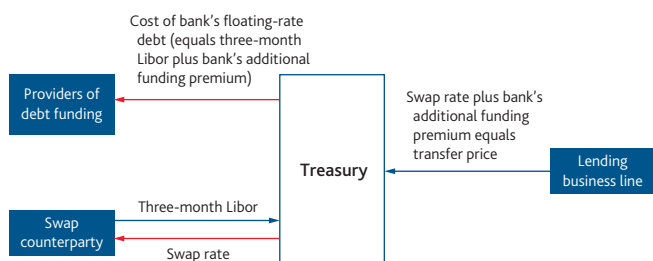 Cost of bank's floating-rate
debt (equals three-month
Libor plus bank's additional
funding premium)
Providers of
debt funding
Swap rate plus bank's
additional funding
premium equals
transfer price
Treasury
Lending
business line
Three-month Libor
Swap
counterparty
Swap rate